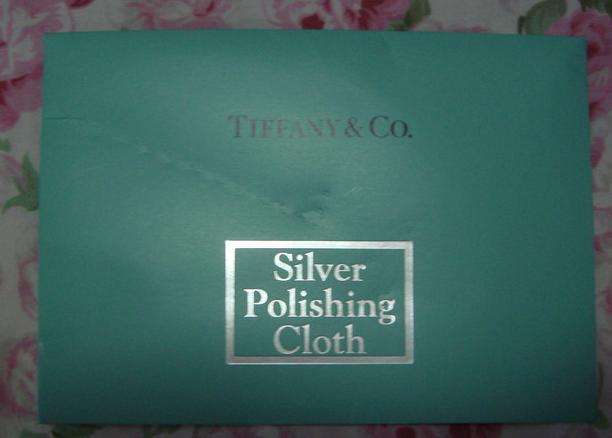 TIFFANY & CO.
Silver
Polishing
Cloth